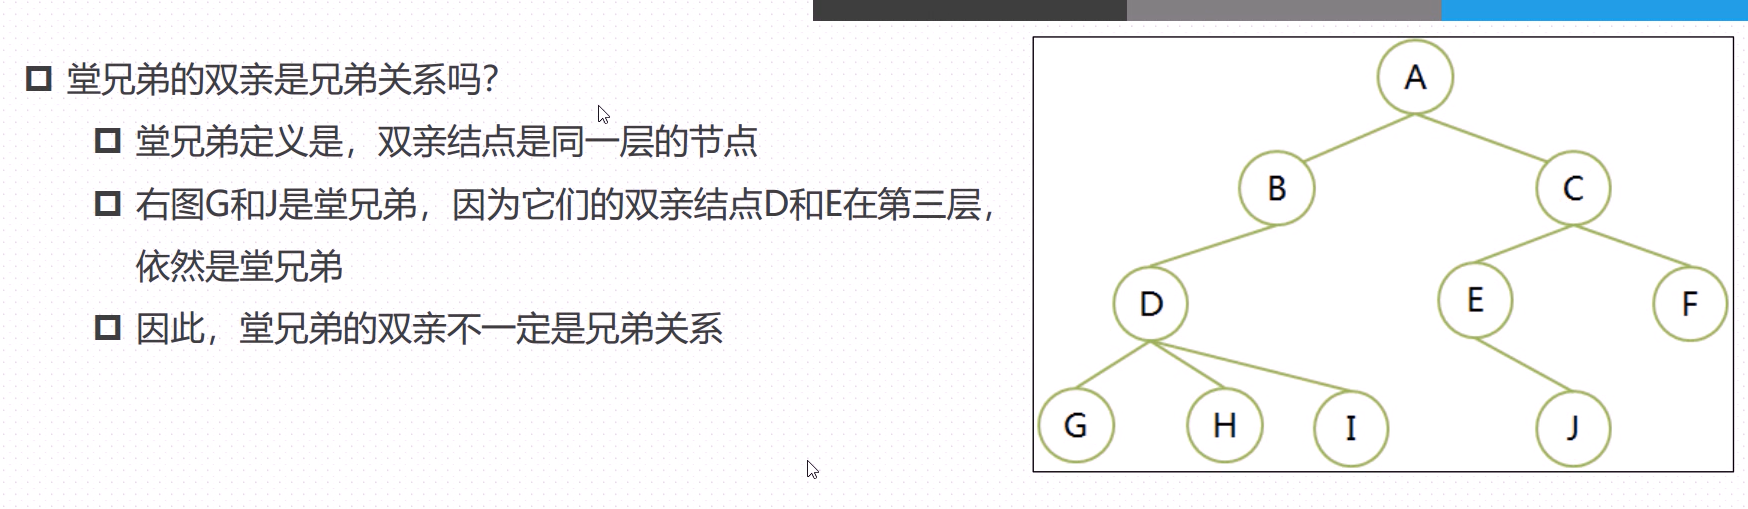 堂兄弟的双亲是兄弟关系吗?
堂兄弟定义是，双亲结点是同一层的节点
右图G和J是堂兄弟，因为它们的双亲结点D和E在第三层，
依然是堂兄弟
因此，堂兄弟的双亲不一定是兄弟关系
A
B
C
D
E
F
G
H
I
J